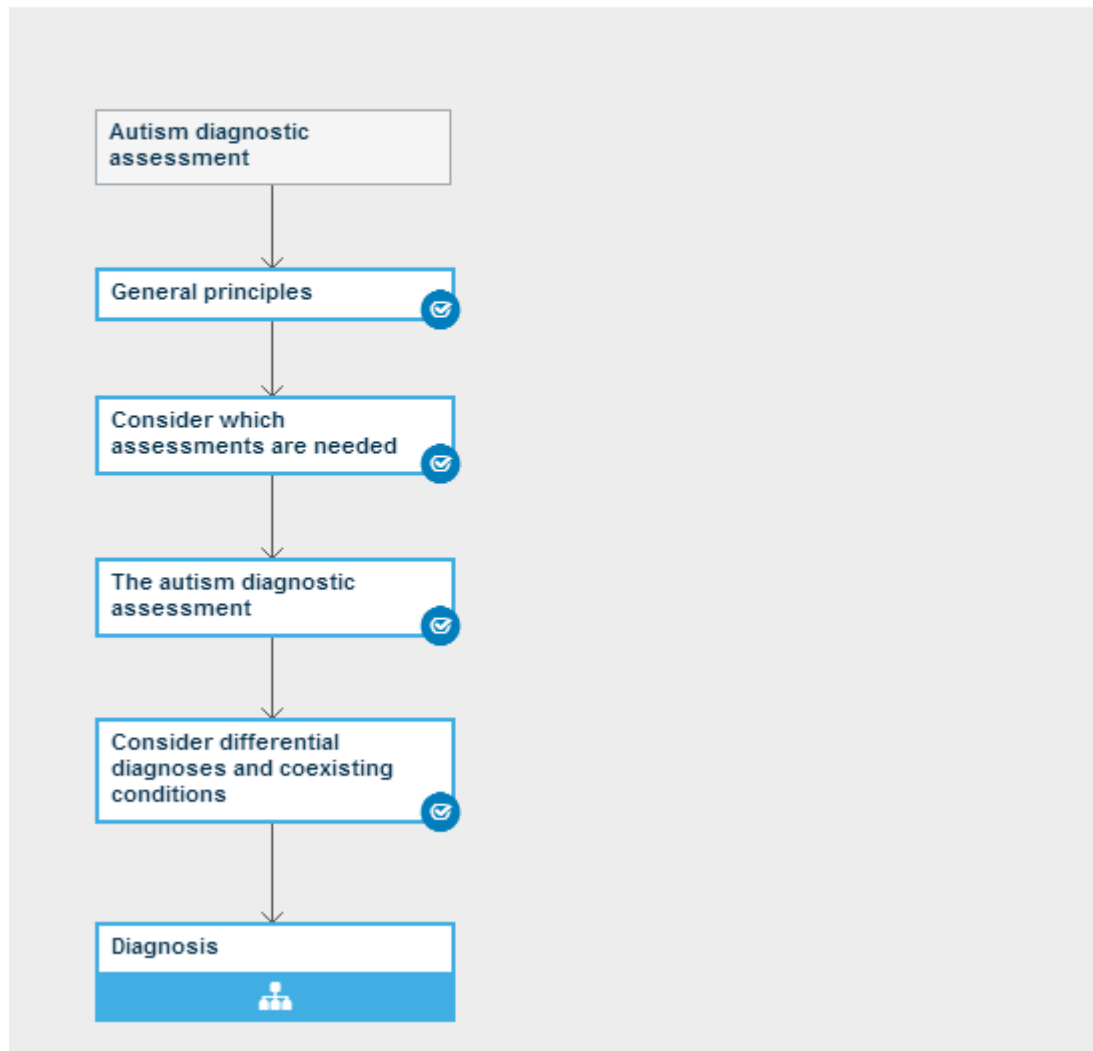 Autism diagnostic
assessment
General principles
Consider which
assessments are needed
The autism diagnostic
assessment
Consider differential
diagnoses and coexisting
conditions
Diagnosis